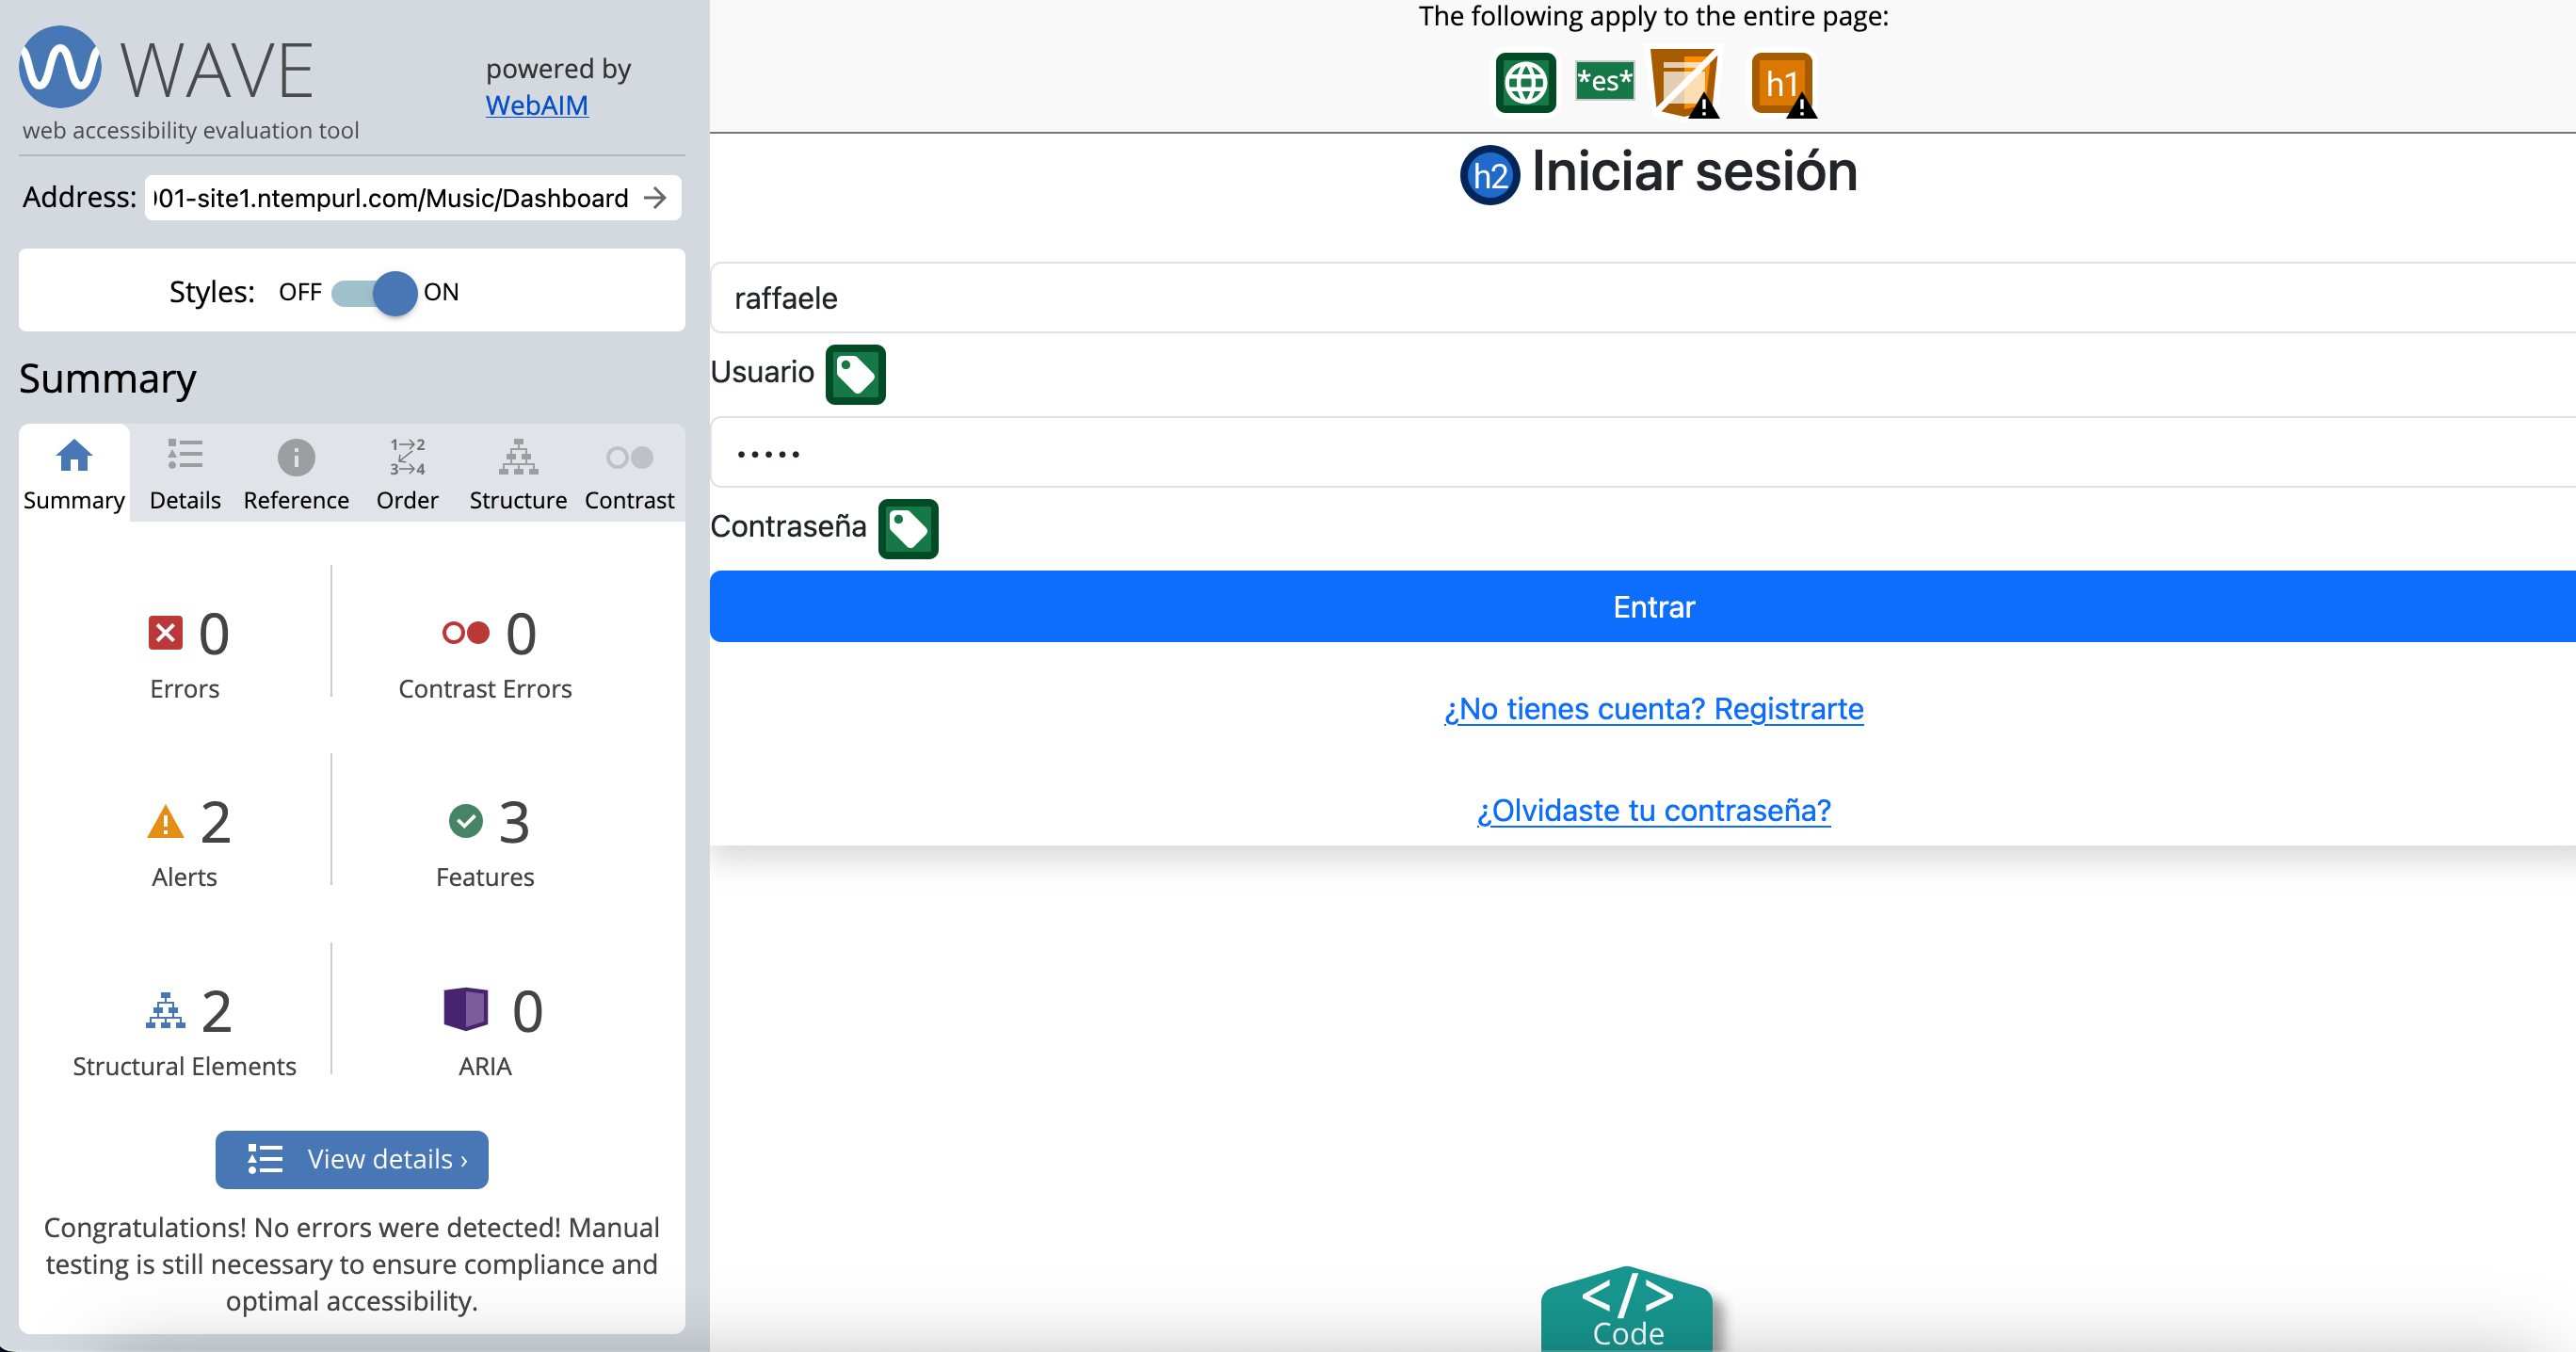 WAVE
powered by
WebAIM
web accessibility evaluation tool
Address: 01-site1.ntempurl.com/Music/Dashboard
Styles: OFF ON
Summary
1→2
3→4
Summary Details Reference Order Structure Contrast
0
Errors
0
Contrast Errors
2
Alerts
3
Features
2
Structural Elements
0
ARIA
View details ›
Congratulations! No errors were detected! Manual
testing is still necessary to ensure compliance and
optimal accessibility.
The following apply to the entire page:
*es* h1
h2 Iniciar sesión
raffaele
Usuario
•••••
Contraseña
Entrar
¿No tienes cuenta? Registrarte
¿Olvidaste tu contraseña?
</>
Code